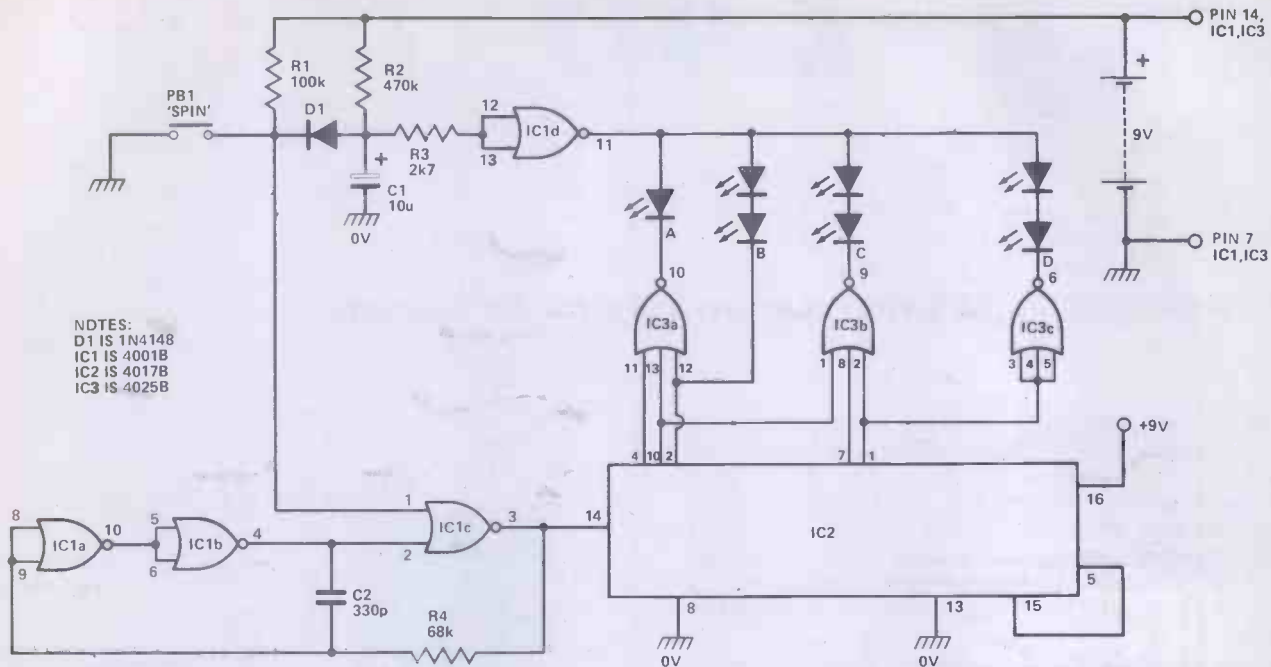 PIN 14,
IC1,IC3
R1
100k
R2
470k
PB1
'SPIN'
D1
12
13
IC1d
11
R3
2k7
+
C1
10u
0V
+
9V
PIN 7
IC1,IC3
A
B
C
D
10
9
6
IC3a
IC3b
IC3c
11 13 12
1 8 2
3 4 5
NDTES:
D1 IS 1N4148
IC1 IS 4001B
IC2 IS 4017B
IC3 IS 4025B
+9V
4 10 2
7 1
16
8
9
IC1a
10
5
6
IC1b
4
1
2
IC1c
3
14
IC2
5
15
C2
330p
R4
68k
8
13
0V
0V